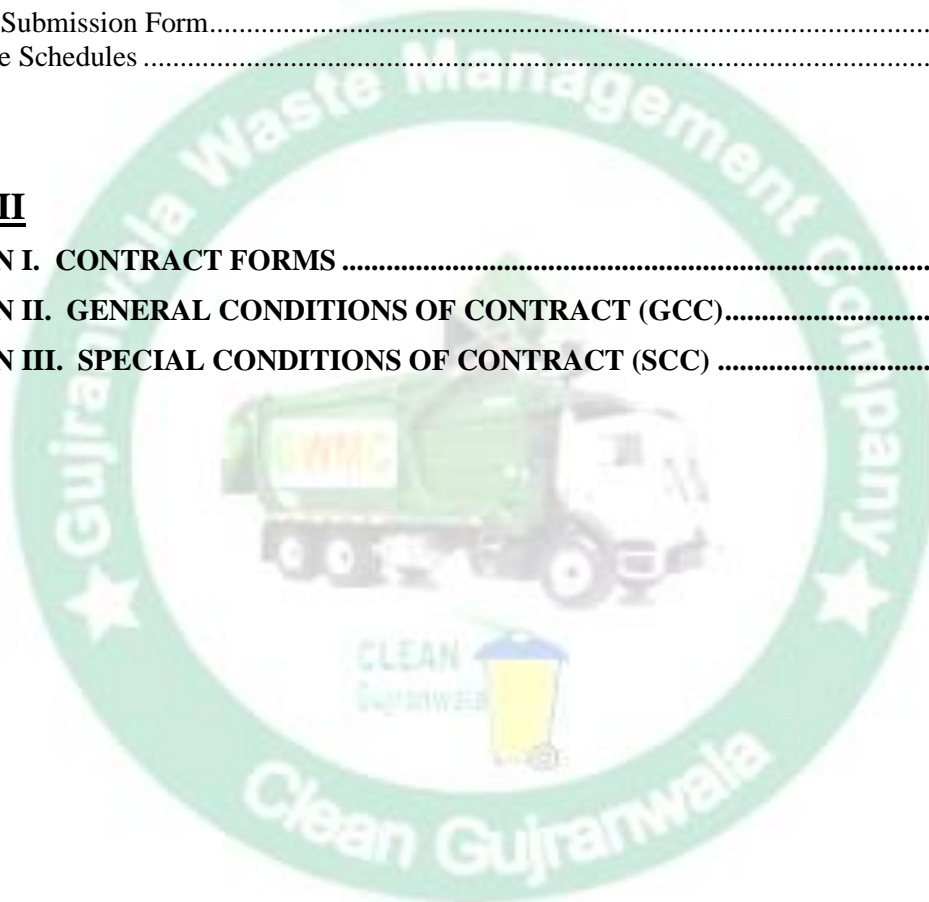 Submission Form..........................................................................................................
e Schedules ....................................................................................................................
II
N I.  CONTRACT FORMS ...............................................................................
N II.  GENERAL CONDITIONS OF CONTRACT (GCC)............................
N III.  SPECIAL CONDITIONS OF CONTRACT (SCC) .............................
Gujranwala Waste Management Company
GWMC
CLEAN
Gujranwala
Clean Gujranwala